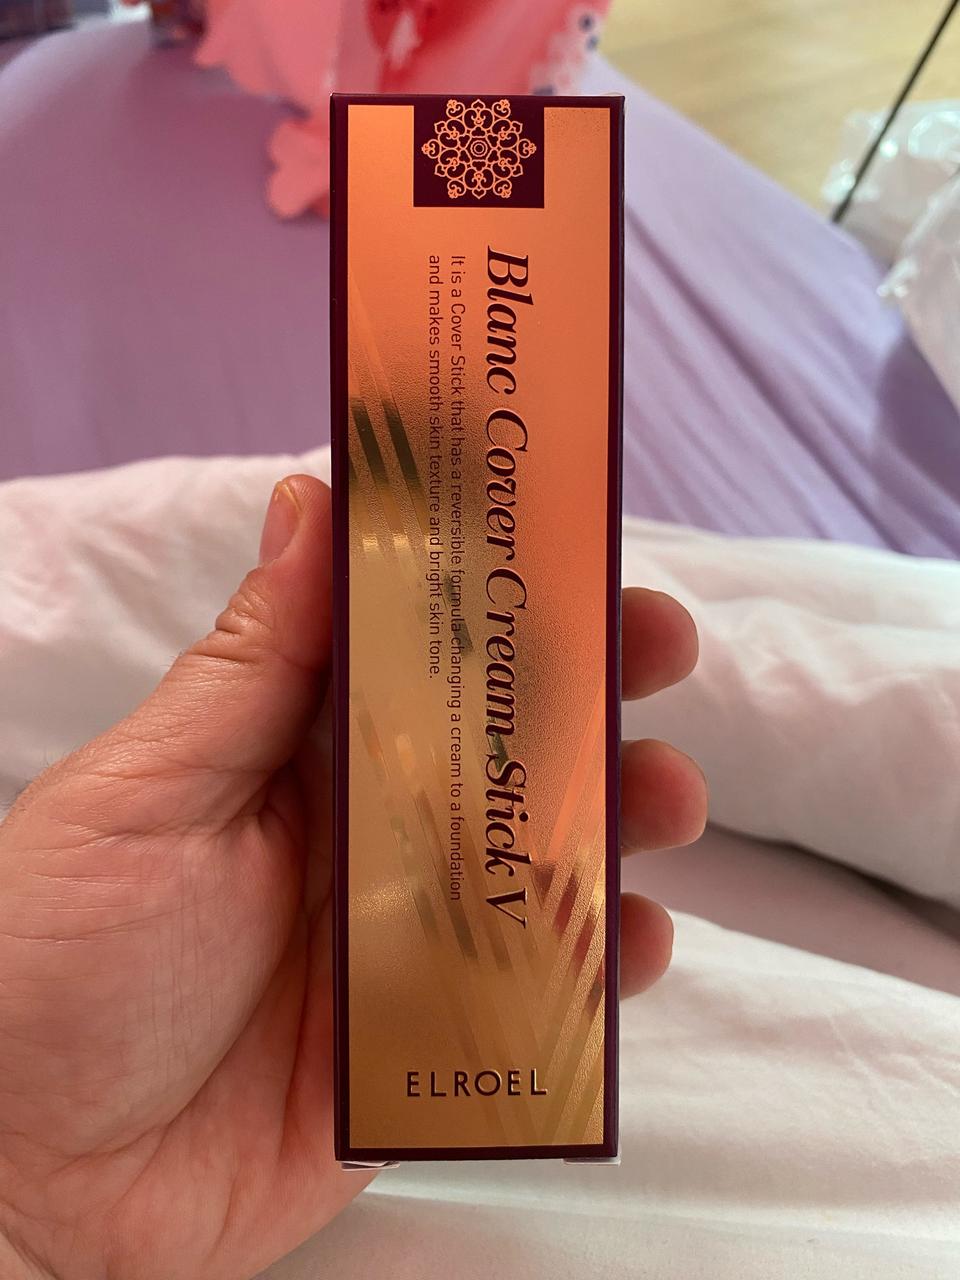 Blanc Cover Cream Stick V
It is a Cover Stick that has a reversible formula changing a cream to a foundation
and makes smooth skin texture and bright skin tone.
ELROEL